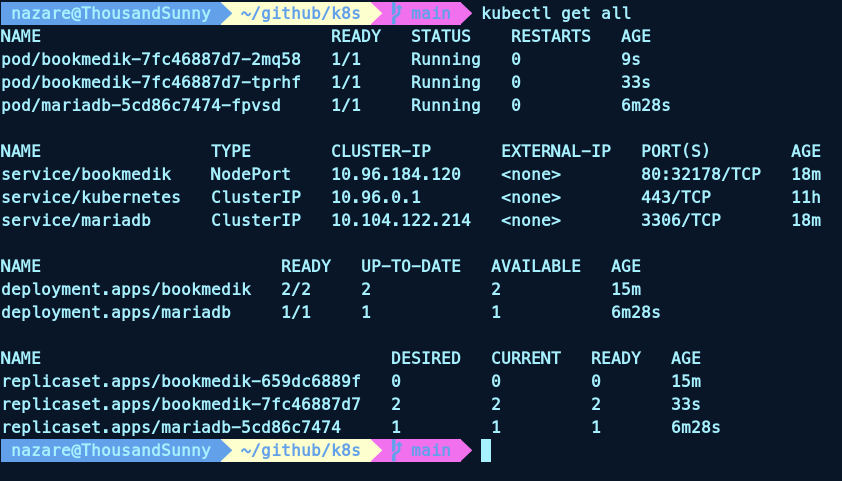 nazare@ThousandSunny ~/github/k8s main kubectl get all
NAME READY STATUS RESTARTS AGE
pod/bookmedik-7fc46887d7-2mq58 1/1 Running 0 9s
pod/bookmedik-7fc46887d7-tprhf 1/1 Running 0 33s
pod/mariadb-5cd86c7474-fpvsd 1/1 Running 0 6m28s
NAME TYPE CLUSTER-IP EXTERNAL-IP PORT(S) AGE
service/bookmedik NodePort 10.96.184.120 <none> 80:32178/TCP 18m
service/kubernetes ClusterIP 10.96.0.1 <none> 443/TCP 11h
service/mariadb ClusterIP 10.104.122.214 <none> 3306/TCP 18m
NAME READY UP-TO-DATE AVAILABLE AGE
deployment.apps/bookmedik 2/2 2 2 15m
deployment.apps/mariadb 1/1 1 1 6m28s
NAME DESIRED CURRENT READY AGE
replicaset.apps/bookmedik-659dc6889f 0 0 0 15m
replicaset.apps/bookmedik-7fc46887d7 2 2 2 33s
replicaset.apps/mariadb-5cd86c7474 1 1 1 6m28s
nazare@ThousandSunny ~/github/k8s main